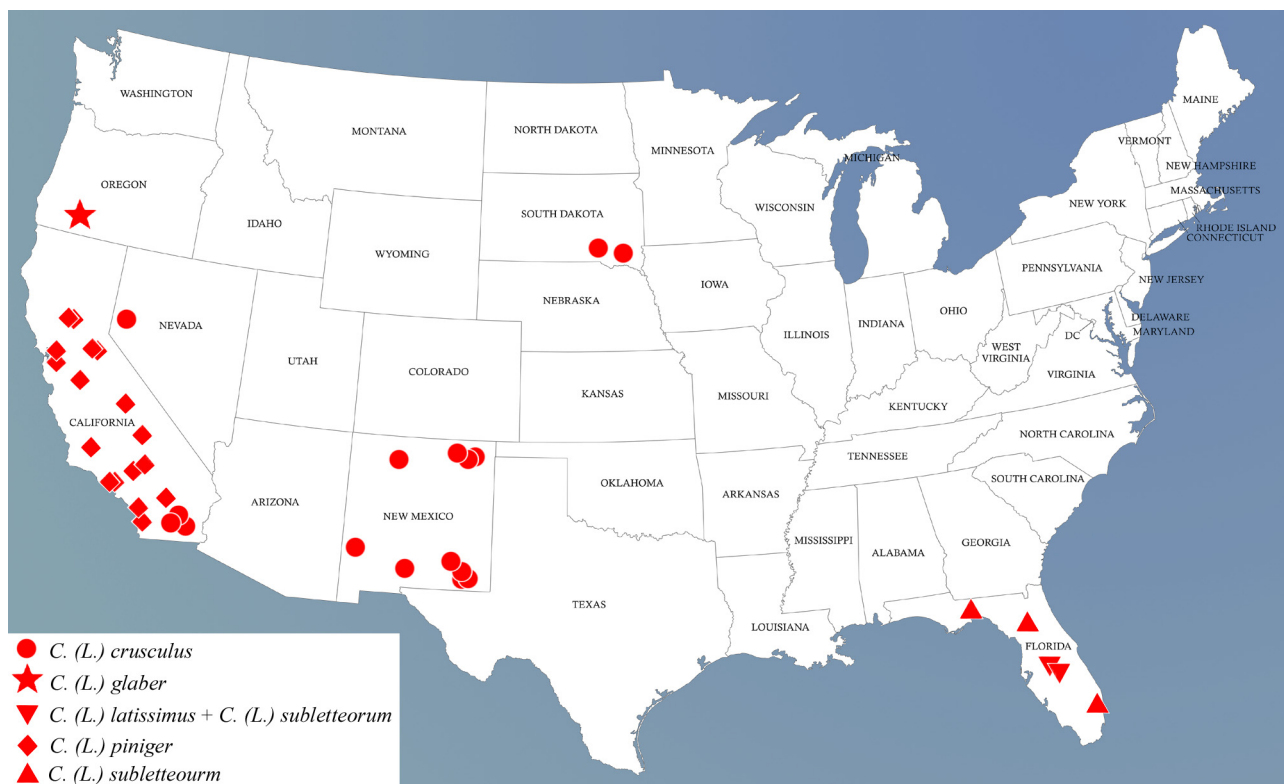 WASHINGTON
MONTANA
NORTH DAKOTA
MINNESOTA
MAINE
VERMONT
MICHIGAN
NEW HAMPSHIRE
OREGON
MASSACHUSETTS
IDAHO
SOUTH DAKOTA
WISCONSIN
NEW YORK
RHODE ISLAND
CONNECTICUT
WYOMING
PENNSYLVANIA
NEW JERSEY
IOWA
NEBRASKA
NEVADA
ILLINOIS
INDIANA
OHIO
DELAWARE
MARYLAND
DC
WEST
VIRGINIA
UTAH
COLORADO
KANSAS
MISSOURI
VIRGINIA
KENTUCKY
CALIFORNIA
NORTH CAROLINA
TENNESSEE
OKLAHOMA
SOUTH CAROLINA
ARIZONA
ARKANSAS
NEW MEXICO
MISSISSIPPI
ALABAMA
GEORGIA
TEXAS
LOUISIANA
FLORIDA
C. (L.) crusculus
C. (L.) glaber
C. (L.) latissimus + C. (L.) subletteorum
C. (L.) piniger
C. (L.) subletteourm